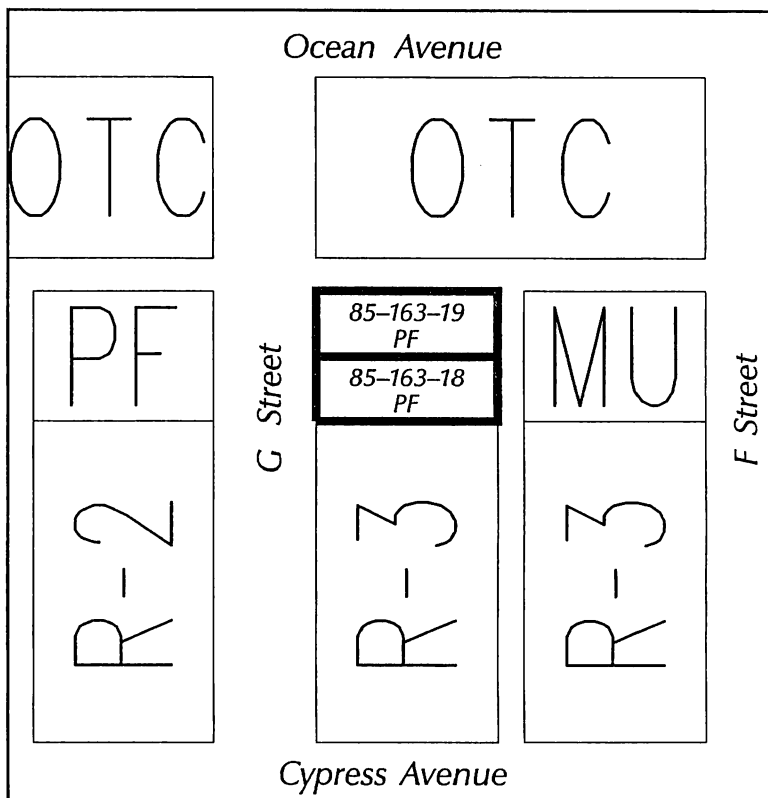 Ocean Avenue
OTC
OTC
PF
G Street
85–163–19
PF
85–163–18
PF
MU
F Street
R-2
R-3
R-3
Cypress Avenue